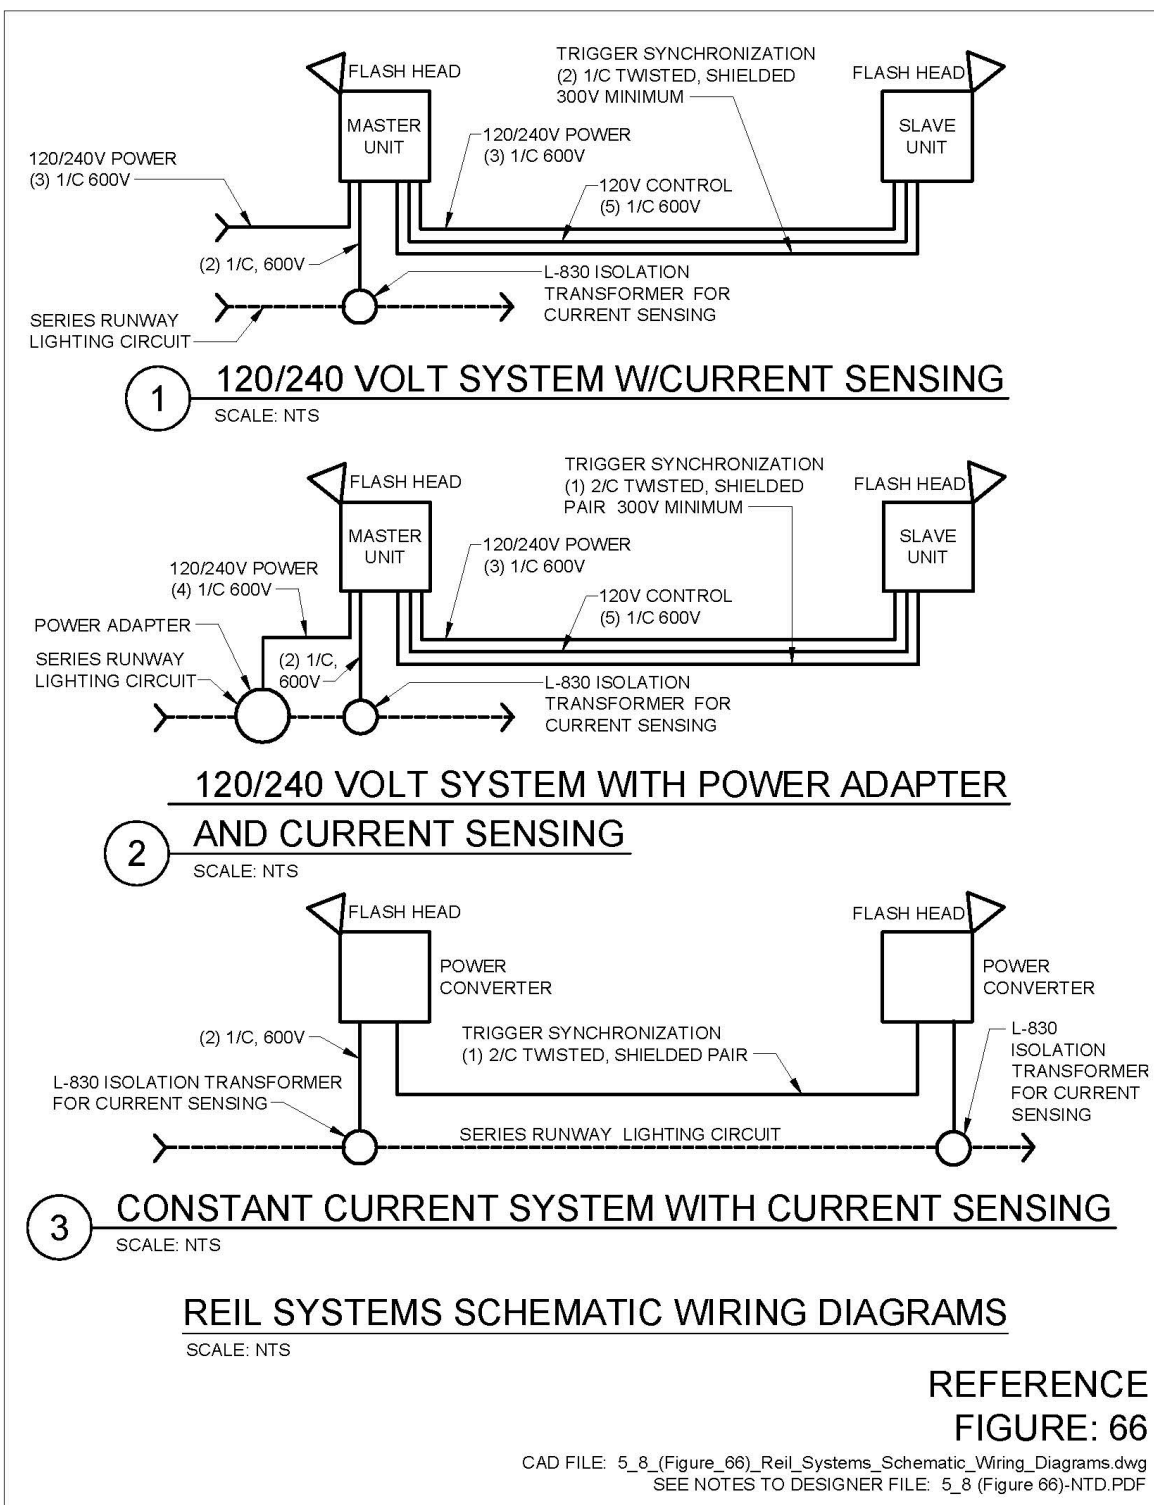 FLASH HEAD
TRIGGER SYNCHRONIZATION
(2) 1/C TWISTED, SHIELDED
300V MINIMUM
FLASH HEAD
MASTER
UNIT
SLAVE
UNIT
120/240V POWER
(3) 1/C 600V
120/240V POWER
(3) 1/C 600V
120V CONTROL
(5) 1/C 600V
(2) 1/C, 600V
L-830 ISOLATION
TRANSFORMER FOR
CURRENT SENSING
SERIES RUNWAY
LIGHTING CIRCUIT
1
120/240 VOLT SYSTEM W/CURRENT SENSING
SCALE: NTS
FLASH HEAD
TRIGGER SYNCHRONIZATION
(1) 2/C TWISTED, SHIELDED
PAIR 300V MINIMUM
FLASH HEAD
MASTER
UNIT
SLAVE
UNIT
120/240V POWER
(3) 1/C 600V
120/240V POWER
(4) 1/C 600V
120V CONTROL
(5) 1/C 600V
POWER ADAPTER
SERIES RUNWAY
LIGHTING CIRCUIT
(2) 1/C,
600V
L-830 ISOLATION
TRANSFORMER FOR
CURRENT SENSING
120/240 VOLT SYSTEM WITH POWER ADAPTER
2
AND CURRENT SENSING
SCALE: NTS
FLASH HEAD
FLASH HEAD
POWER
CONVERTER
POWER
CONVERTER
(2) 1/C, 600V
TRIGGER SYNCHRONIZATION
(1) 2/C TWISTED, SHIELDED PAIR
L-830
ISOLATION
TRANSFORMER
FOR CURRENT
SENSING
L-830 ISOLATION TRANSFORMER
FOR CURRENT SENSING
SERIES RUNWAY LIGHTING CIRCUIT
3
CONSTANT CURRENT SYSTEM WITH CURRENT SENSING
SCALE: NTS
REIL SYSTEMS SCHEMATIC WIRING DIAGRAMS
SCALE: NTS
REFERENCE
FIGURE: 66
CAD FILE: 5_8_(Figure_66)_Reil_Systems_Schematic_Wiring_Diagrams.dwg
SEE NOTES TO DESIGNER FILE: 5_8 (Figure 66)-NTD.PDF